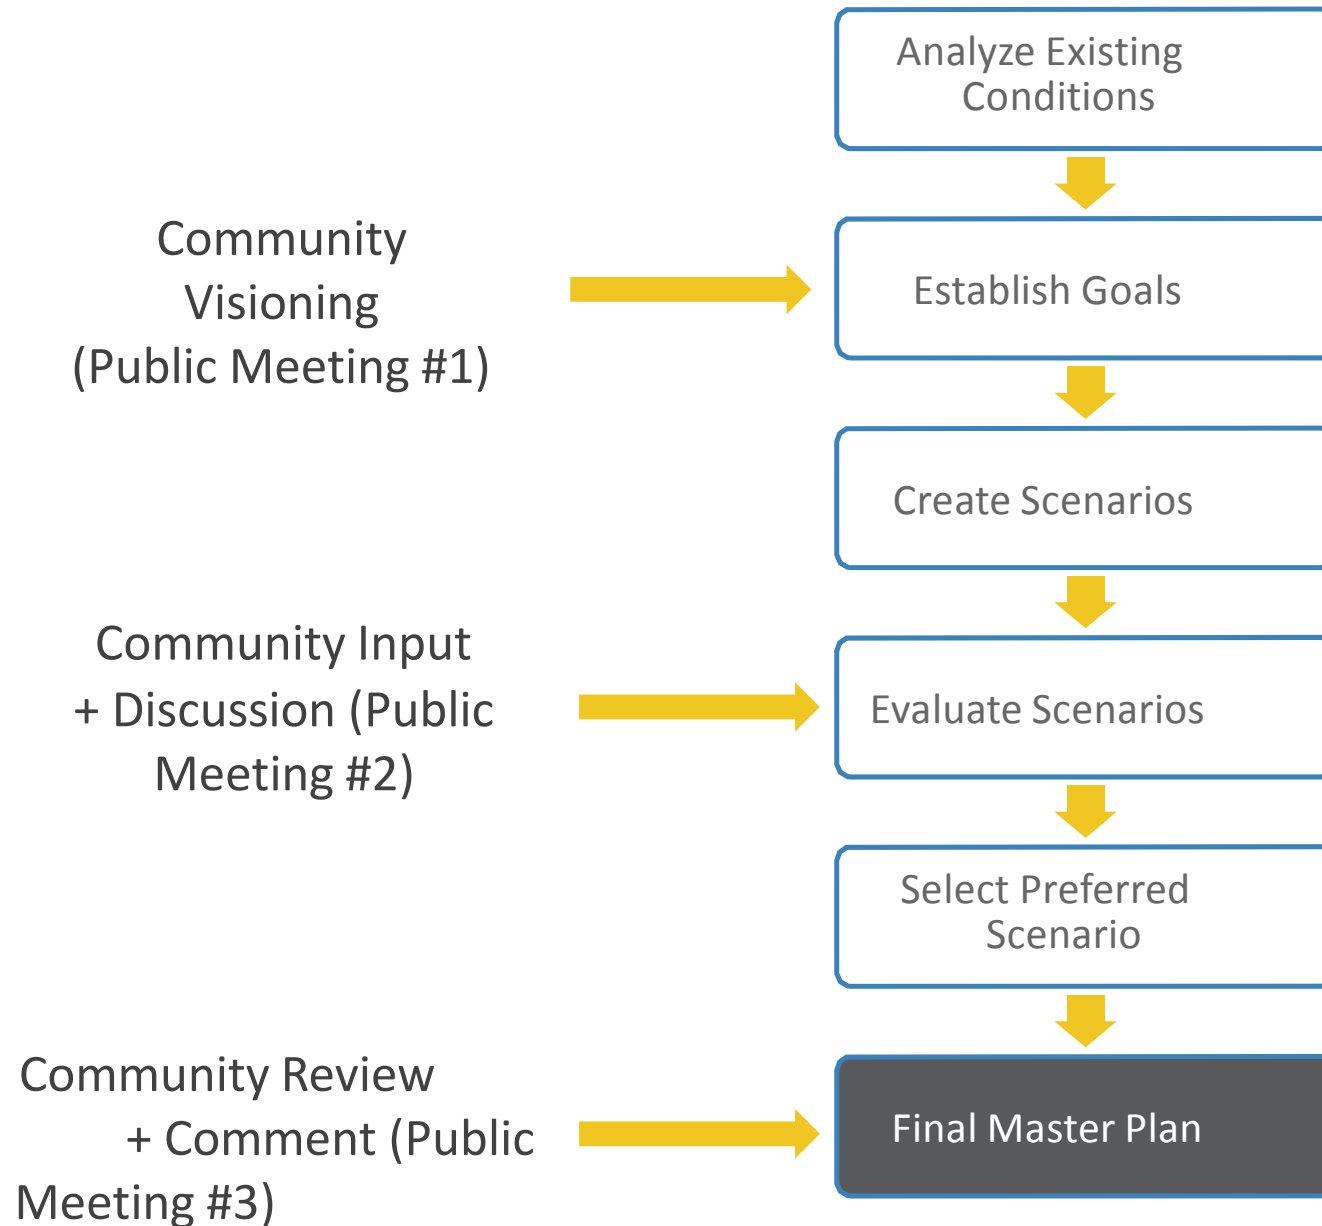 Analyze Existing
Conditions
Community
Visioning
(Public Meeting #1)
Establish Goals
Create Scenarios
Community Input
+ Discussion (Public
Meeting #2)
Evaluate Scenarios
Select Preferred
Scenario
Community Review
+ Comment (Public
Meeting #3)
Final Master Plan